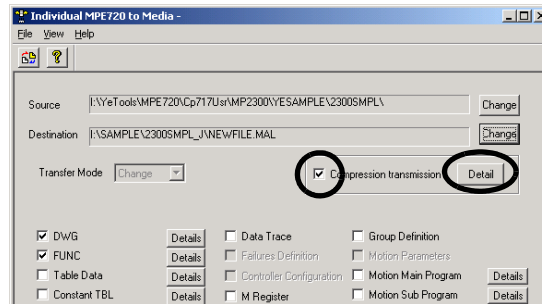 Individual MPE720 to Media -
File View Help
Source I:\YeTools\MPE720\Cp717Usr\MP2300\YESAMPLE\2300SMPL\ Change
Destination I:\SAMPLE\2300SMPL_J\NEWFILE.MAL Change
Transfer Mode Change Compression transmission Detail
DWG Details Data Trace Group Definition
FUNC Details Failures Definition Motion Parameters
Table Data Details Controller Configuration Motion Main Program Details
Constant TBL Details M Register Motion Sub Program Details